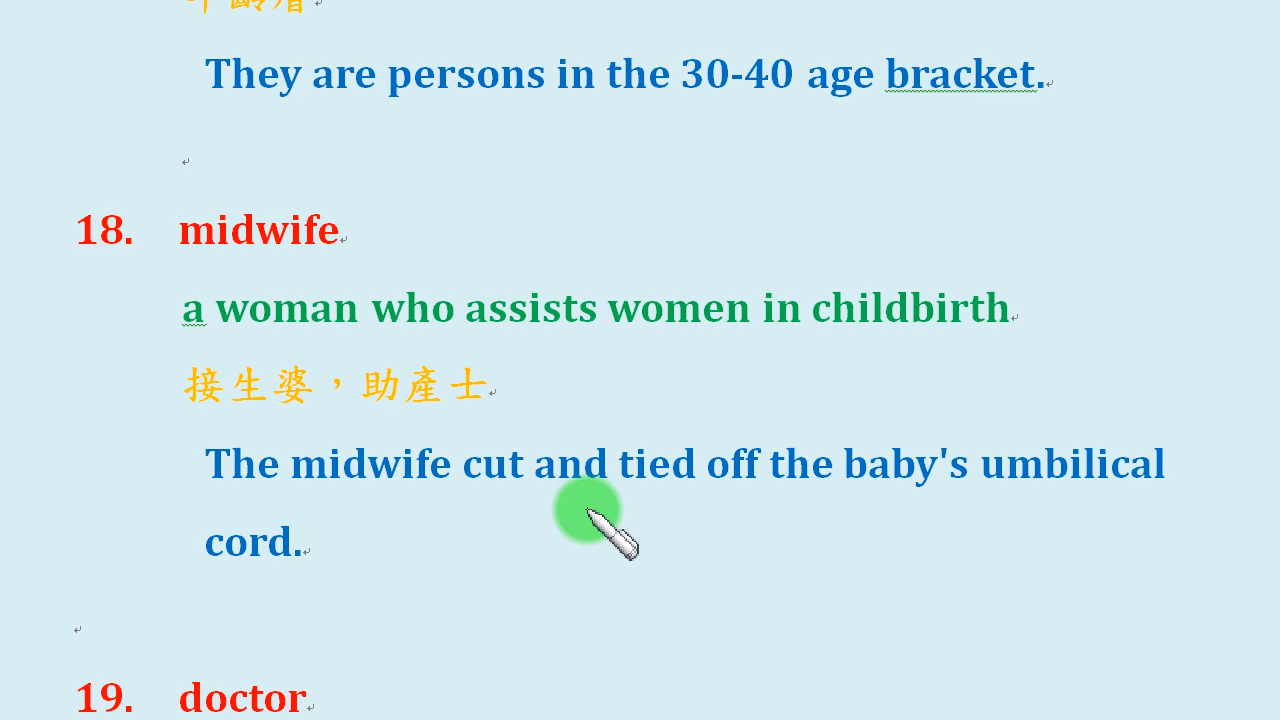 They are persons in the 30-40 age bracket.
18. midwife
a woman who assists women in childbirth
接生婆，助產士
The midwife cut and tied off the baby's umbilical
cord.
19. doctor